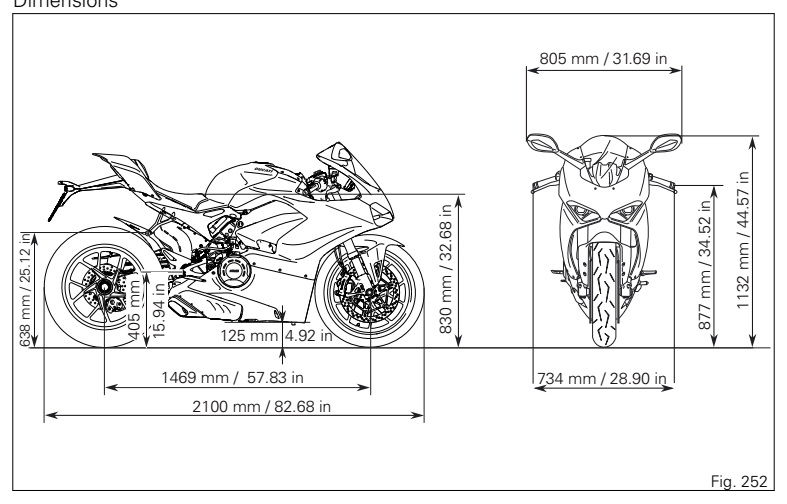 Dimensions
805 mm / 31.69 in
638 mm / 25.12 in
405 mm
15.94 in
125 mm 4.92 in
830 mm / 32.68 in
877 mm / 34.52 in
1132 mm / 44.57 in
1469 mm / 57.83 in
734 mm / 28.90 in
2100 mm / 82.68 in
Fig. 252